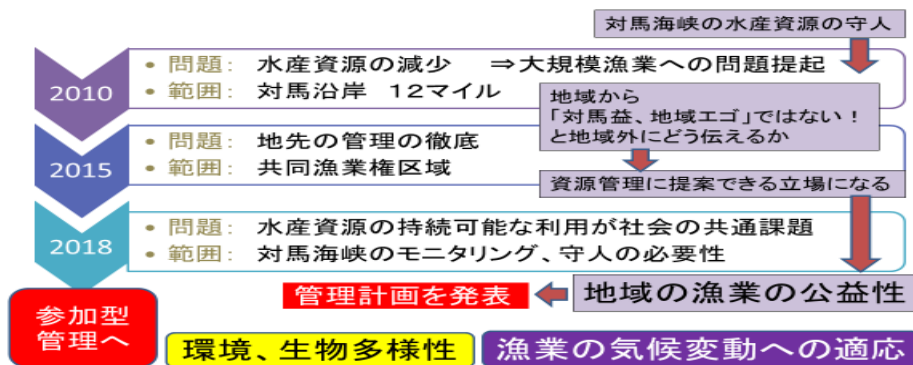 対馬海峡の水産資源の守人
2010
• 問題： 水産資源の減少 ⇒大規模漁業への問題提起
• 範囲： 対馬沿岸 12マイル
地域から
「対馬益、地域エゴ」ではない！
と地域外にどう伝えるか
2015
• 問題： 地先の管理の徹底
• 範囲： 共同漁業権区域
資源管理に提案できる立場になる
2018
• 問題： 水産資源の持続可能な利用が社会の共通課題
• 範囲： 対馬海峡のモニタリング、守人の必要性
参加型
管理へ
管理計画を発表
地域の漁業の公益性
環境、生物多様性
漁業の気候変動への適応